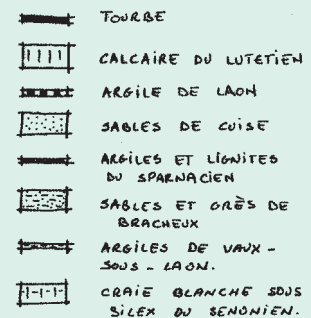 TOURBE
CALCAIRE DU LUTETIEN
ARGILE DE LAON
SABLES DE CUISE
ARGILES ET LIGNITES
DU SPARNACIEN
SABLES ET GRÈS DE
BRACHEUX
ARGILES DE VAUX -
SOUS - LAON.
CRAIE BLANCHE SOUS
SILEX DU SENONIEN.